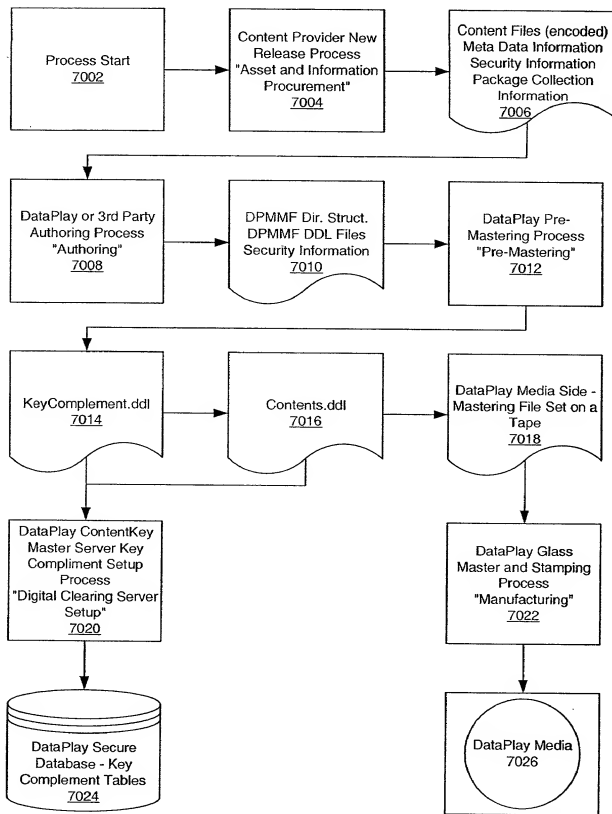 Process Start
7002
Content Provider New
Release Process
"Asset and Information
Procurement"
7004
Content Files (encoded)
Meta Data Information
Security Information
Package Collection
Information
7006
DataPlay or 3rd Party
Authoring Process
"Authoring"
7008
DPMMF Dir. Struct.
DPMMF DDL Files
Security Information
7010
DataPlay Pre-
Mastering Process
"Pre-Mastering"
7012
KeyComplement.ddl
7014
Contents.ddl
7016
DataPlay Media Side -
Mastering File Set on a
Tape
7018
DataPlay ContentKey
Master Server Key
Compliment Setup
Process
"Digital Clearing Server
Setup"
7020
DataPlay Glass
Master and Stamping
Process
"Manufacturing"
7022
DataPlay Secure
Database - Key
Complement Tables
7024
DataPlay Media
7026